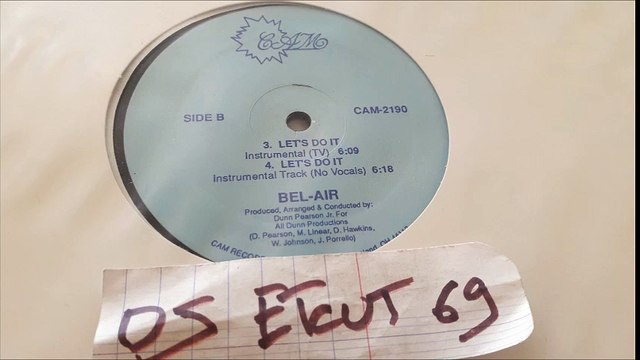 CAM
SIDE B
CAM-2190
3. LET'S DO IT
Instrumental (TV) 6:09
4. LET'S DO IT
Instrumental Track (No Vocals) 6:18
BEL-AIR
Produced, Arranged & Conducted by:
Dunn Pearson Jr. For
All Dunn Productions
(D. Pearson, M. Linear, D. Hawkins,
W. Johnson, J. Porrello)
CAM
OS EТКUT 69